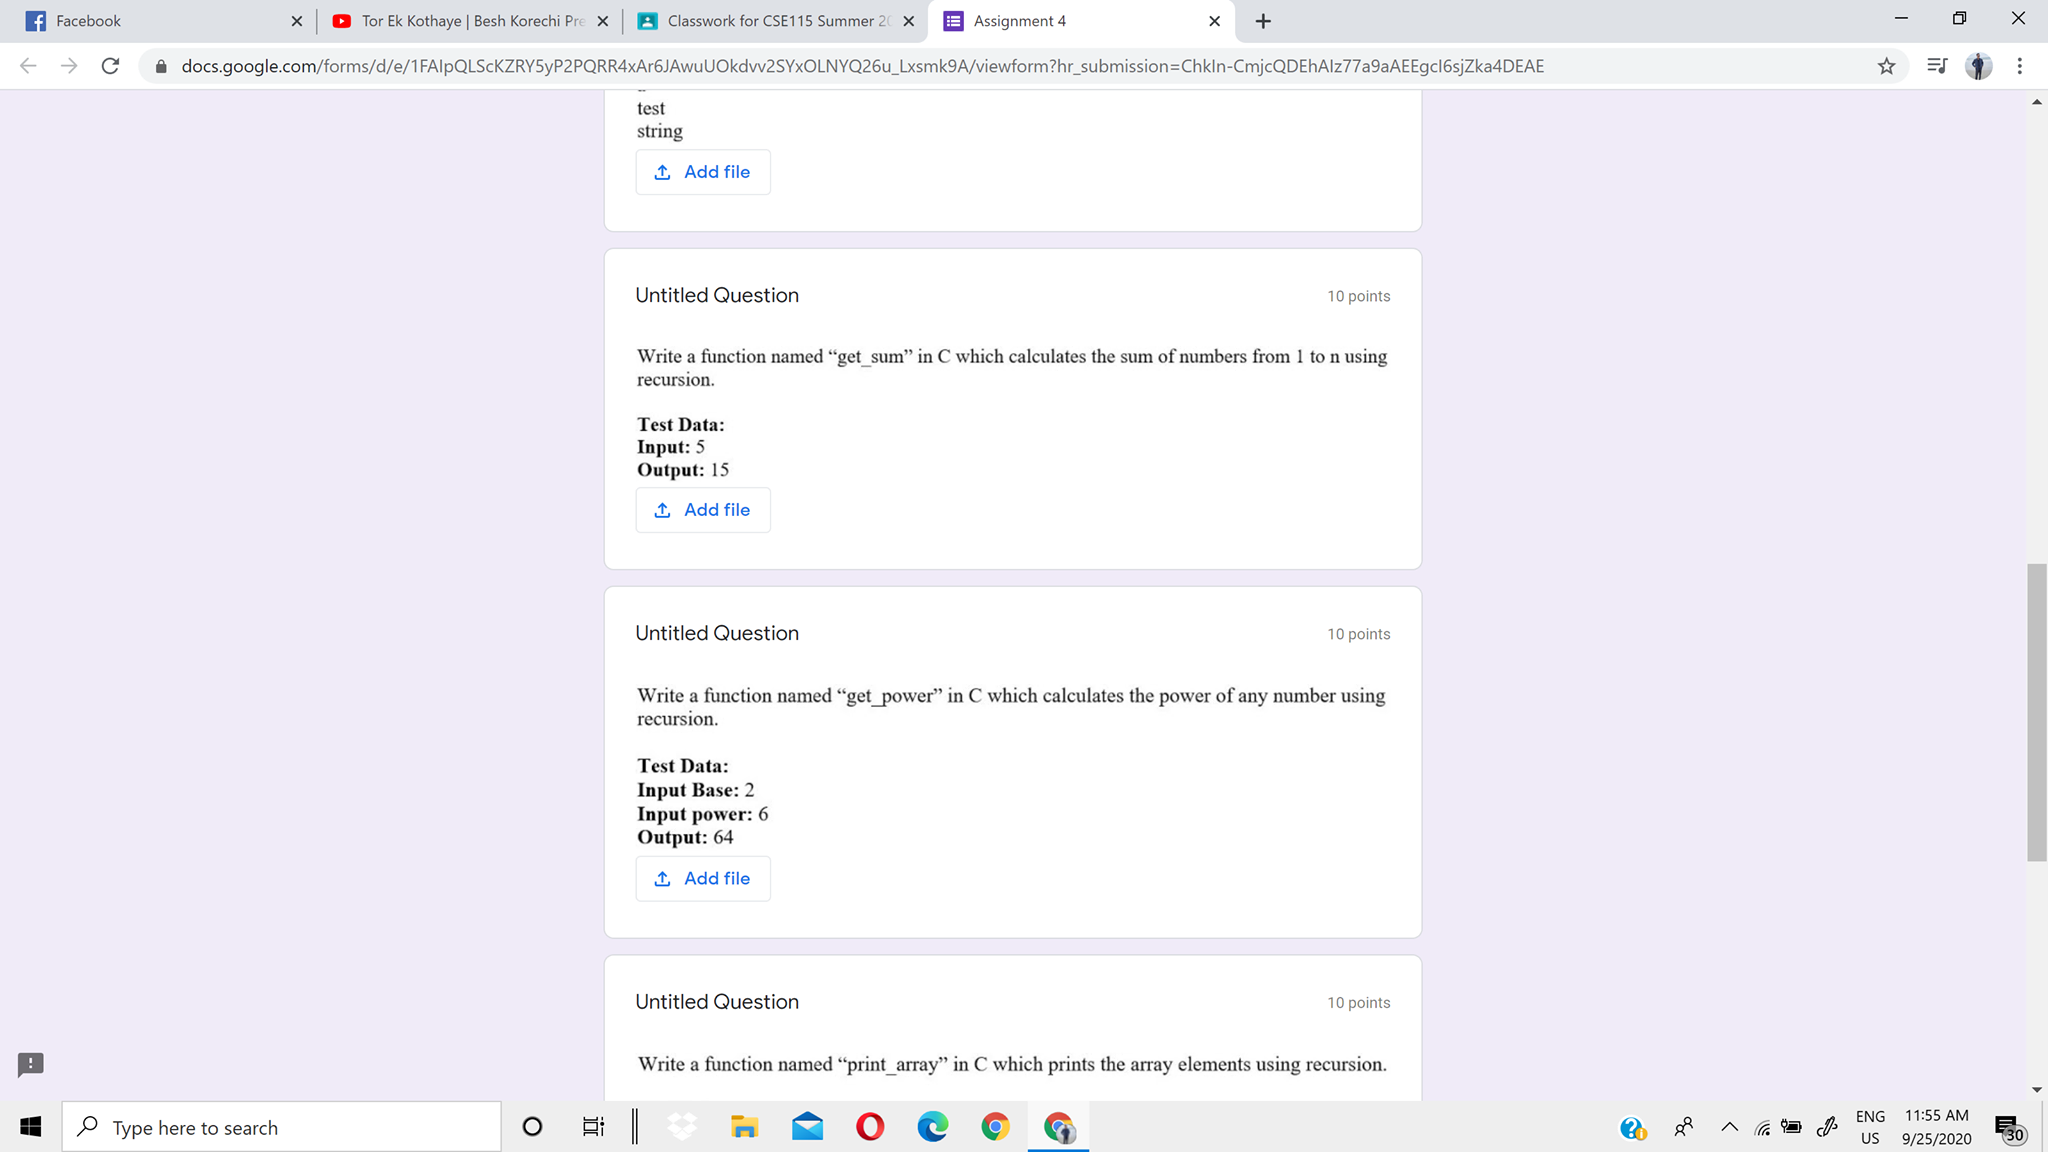 Facebook
Tor Ek Kothaye | Besh Korechi Pre
Classwork for CSE115 Summer 20
Assignment 4
docs.google.com/forms/d/e/1FAIpQLScKZRY5yP2PQRR4xAr6JAwuUOkdvv2SYxOLNYQ26u_Lxsmk9A/viewform?hr_submission=ChkIn-CmjcQDEhAIz77a9aAEEgcI6sjZka4DEAE
test
string
Add file
Untitled Question
10 points
Write a function named “get_sum” in C which calculates the sum of numbers from 1 to n using
recursion.
Test Data:
Input: 5
Output: 15
Add file
Untitled Question
10 points
Write a function named “get_power” in C which calculates the power of any number using
recursion.
Test Data:
Input Base: 2
Input power: 6
Output: 64
Add file
Untitled Question
10 points
Write a function named “print_array” in C which prints the array elements using recursion.
Type here to search
ENG
US
11:55 AM
9/25/2020
30